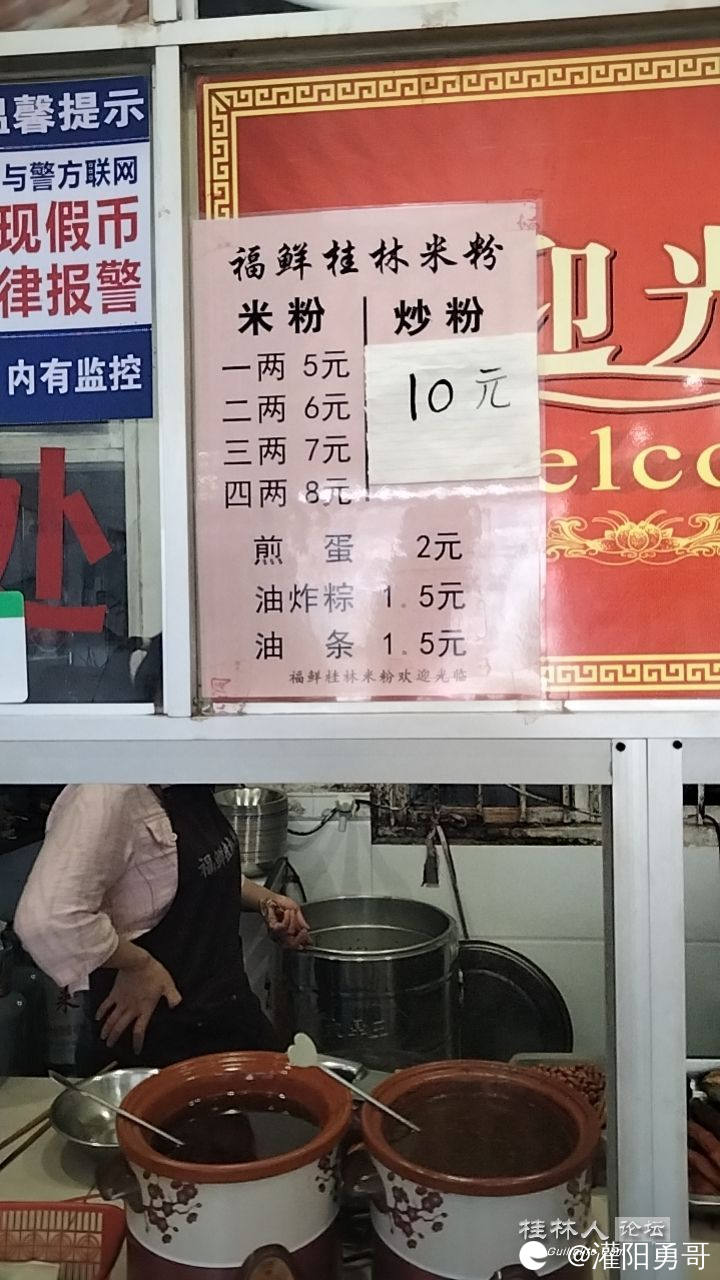 温馨提示
与警方联网
现假币
律报警
内有监控
处
福鲜桂林米粉
米粉 炒粉
一两 5元 10元
二两 6元
三两 7元
四两 8元
煎 蛋 2元
油炸粽 1.5元
油 条 1.5元
福鲜桂林米粉欢迎光临
迎光
elco
桂林人论坛
@灌阳勇哥